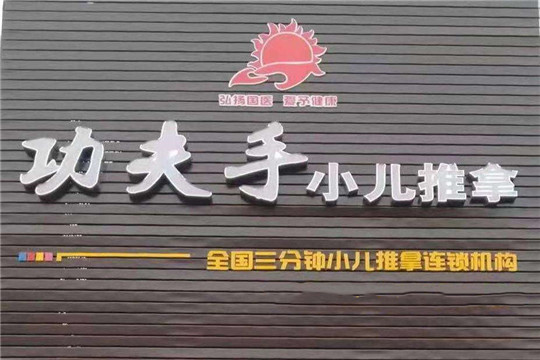 弘扬国医 爱予健康
功夫手小儿推拿
全国三分钟小儿推拿连锁机构